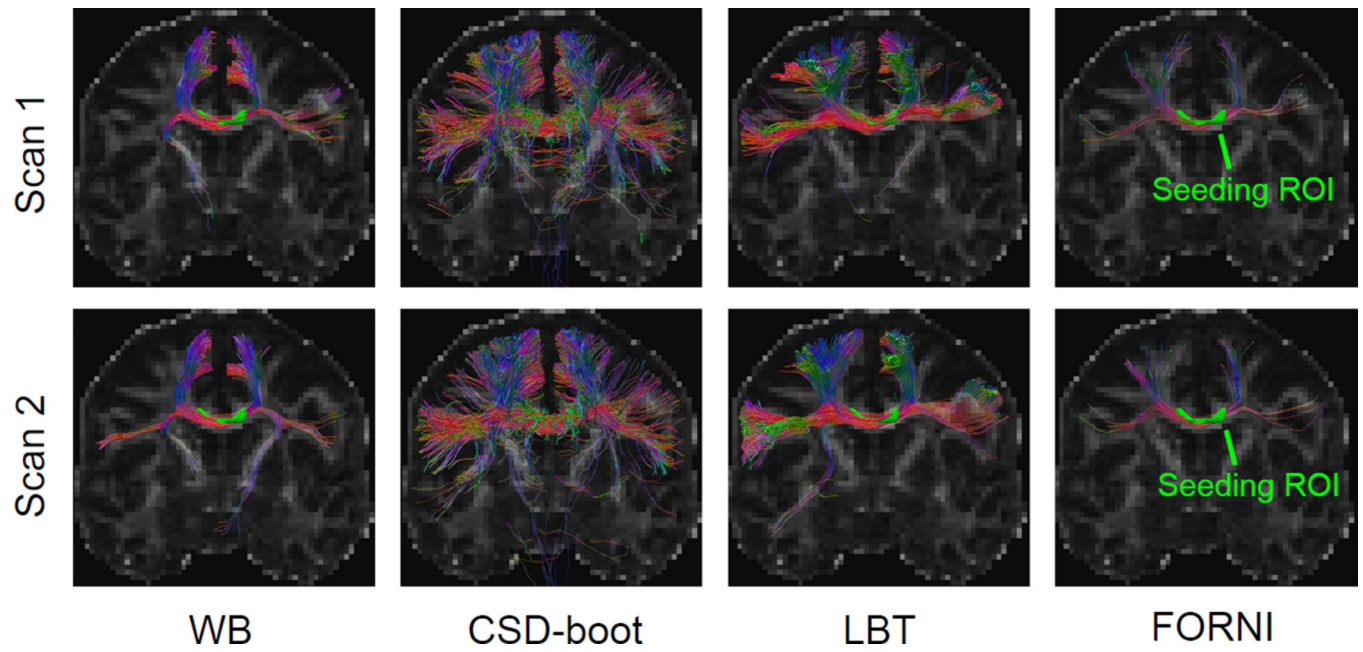 Scan 1
Seeding ROI
Scan 2
Seeding ROI
WB
CSD-boot
LBT
FORNI